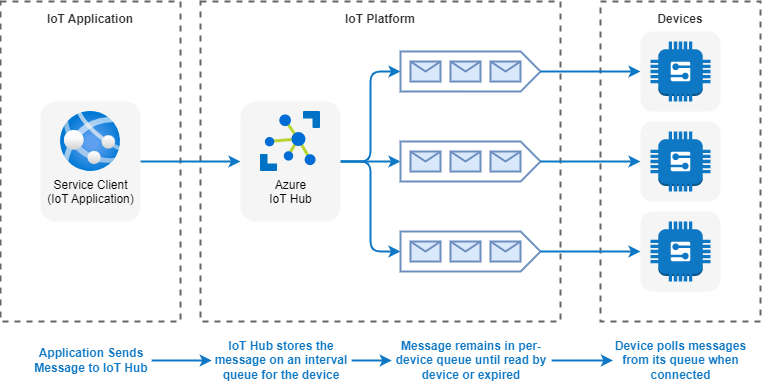 IoT Application
IoT Platform
Devices
Service Client
(IoT Application)
Azure
IoT Hub
Application Sends
Message to IoT Hub
IoT Hub stores the
message on an interval
queue for the device
Message remains in per-
device queue until read by
device or expired
Device polls messages
from its queue when
connected